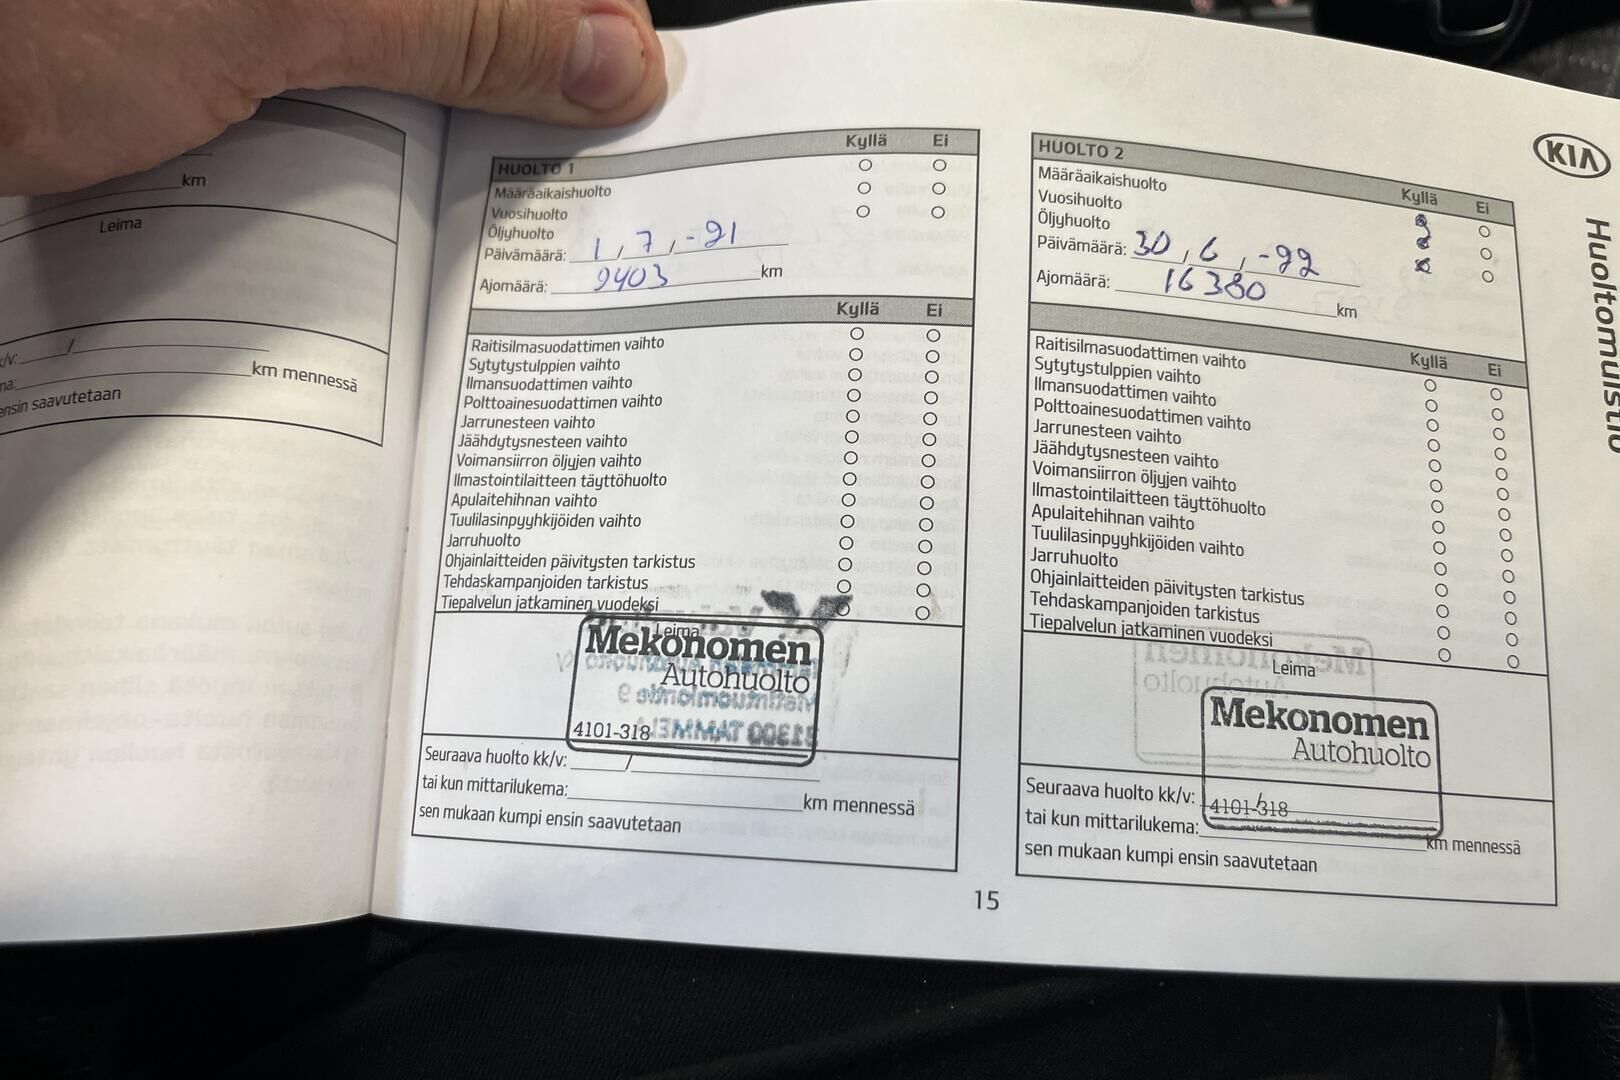 km
Leima
km mennessä
ensin saavutetaan
Kyllä Ei
HUOLTO 1
Määräaikaishuolto
Vuosihuolto
Öljyhuolto
Päivämäärä: 1, 7, -21
Ajomäärä: 9403 km
Kyllä Ei
Raitisilmasuodattimen vaihto
Sytytystulppien vaihto
Ilmansuodattimen vaihto
Polttoainesuodattimen vaihto
Jarrunesteen vaihto
Jäähdytysnesteen vaihto
Voimansiirron öljyjen vaihto
Ilmastointilaitteen täyttöhuolto
Apulaitehihnan vaihto
Tuulilasinpyyhkijöiden vaihto
Jarruhuolto
Ohjainlaitteiden päivitysten tarkistus
Tehdaskampanjoiden tarkistus
Tiepalvelun jatkaminen vuodeksi
Leima
Mekonomen
Autohuolto
4101-318
Seuraava huolto kk/v: /
tai kun mittarilukema: km mennessä
sen mukaan kumpi ensin saavutetaan
HUOLTO 2
Kyllä Ei
Määräaikaishuolto
Vuosihuolto
Öljyhuolto
Päivämäärä: 30, 6, -22
Ajomäärä: 16380 km
Kyllä Ei
Raitisilmasuodattimen vaihto
Sytytystulppien vaihto
Ilmansuodattimen vaihto
Polttoainesuodattimen vaihto
Jarrunesteen vaihto
Jäähdytysnesteen vaihto
Voimansiirron öljyjen vaihto
Ilmastointilaitteen täyttöhuolto
Apulaitehihnan vaihto
Tuulilasinpyyhkijöiden vaihto
Jarruhuolto
Ohjainlaitteiden päivitysten tarkistus
Tehdaskampanjoiden tarkistus
Tiepalvelun jatkaminen vuodeksi
Leima
Mekonomen
Autohuolto
4101-318
Seuraava huolto kk/v: /
tai kun mittarilukema: km mennessä
sen mukaan kumpi ensin saavutetaan
15
KIA
Huoltomuistio